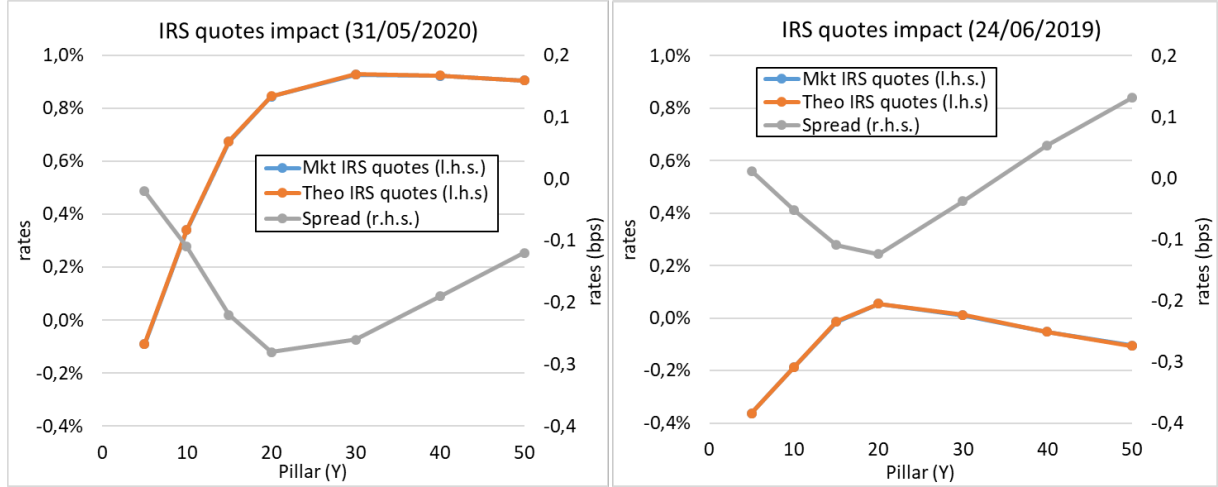 IRS quotes impact (31/05/2020)
1,0%
0,8%
0,6%
0,4%
0,2%
0,0%
-0,2%
-0,4%
rates
0,2
0,1
0,0
-0,1
-0,2
-0,3
-0,4
rates (bps)
Mkt IRS quotes (l.h.s.)
Theo IRS quotes (l.h.s)
Spread (r.h.s.)
0 10 20 30 40 50
Pillar (Y)
IRS quotes impact (24/06/2019)
1,0%
0,8%
0,6%
0,4%
0,2%
0,0%
-0,2%
-0,4%
rates
0,2
0,1
0,0
-0,1
-0,2
-0,3
-0,4
rates (bps)
Mkt IRS quotes (l.h.s.)
Theo IRS quotes (l.h.s)
Spread (r.h.s.)
0 10 20 30 40 50
Pillar (Y)